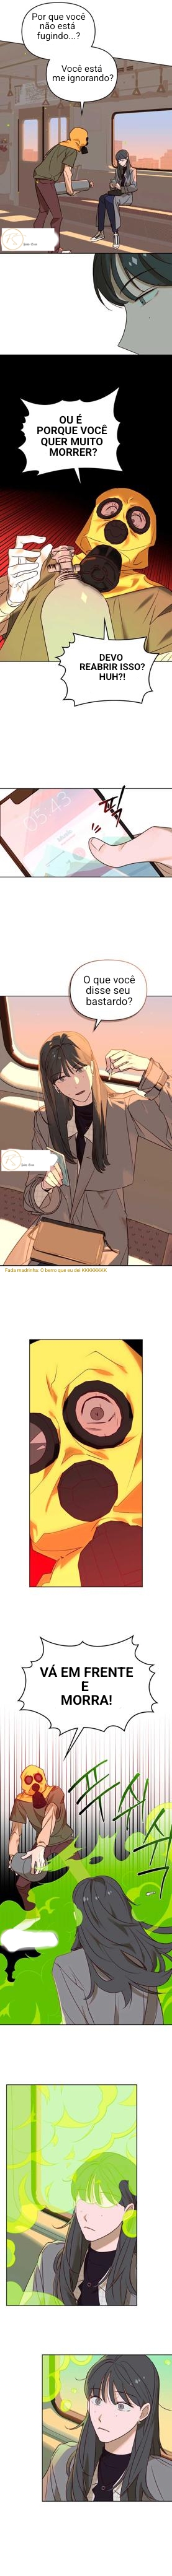 Por que você
não está
fugindo...?
Você está
me ignorando?
OU É
PORQUE VOCÊ
QUER MUITO
MORRER?
DEVO
REABRIR ISSO?
HUH?!
05:43
O que você
disse seu
bastardo?
Fada madrinha: O berro que eu dei KKKKKKKK
VÁ EM FRENTE
E
MORRA!